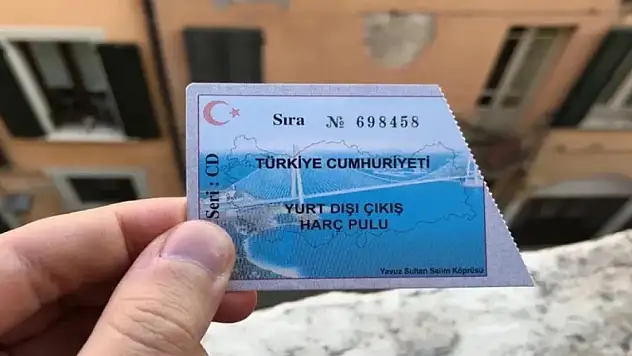 Sıra № 698458
TÜRKİYE CUMHURİYETİ
Seri : CD
YURT DIŞI ÇIKIŞ
HARÇ PULU
Yavuz Sultan Selim Köprüsü